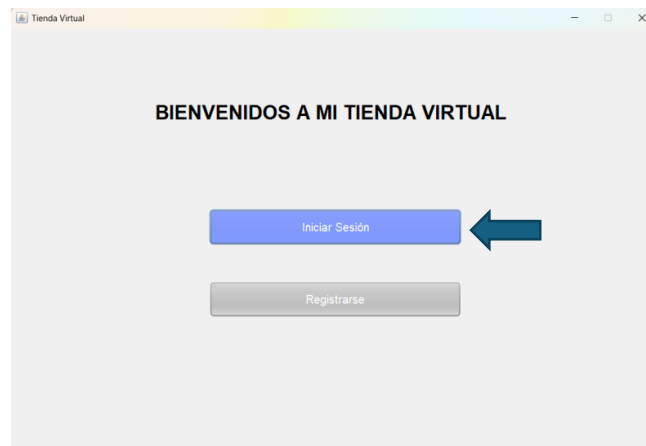 Tienda Virtual
BIENVENIDOS A MI TIENDA VIRTUAL
Iniciar Sesión
Registrarse